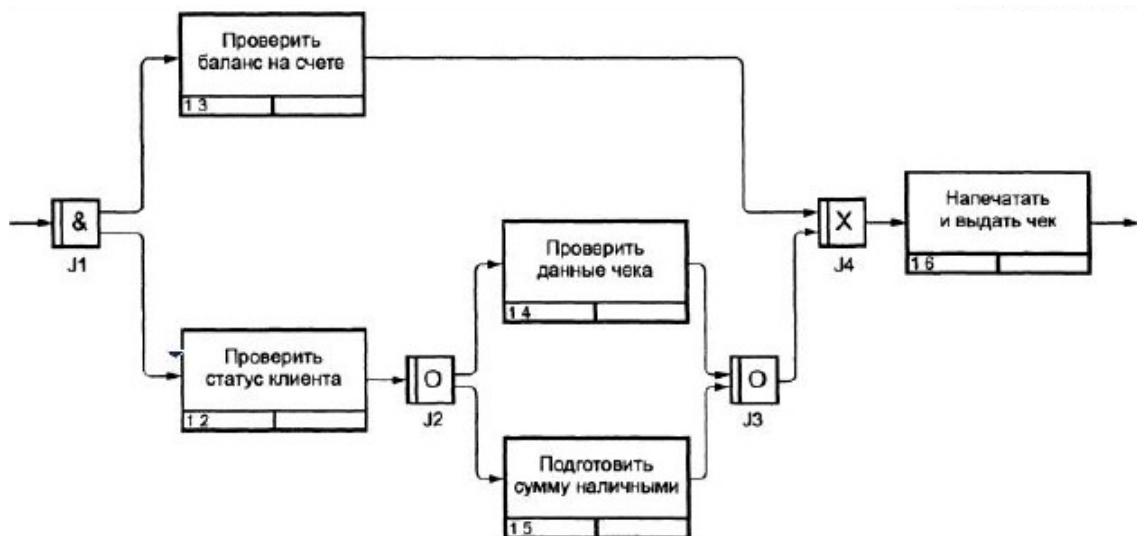 Проверить
баланс на счете
1 3
&
J1
Проверить
статус клиента
1 2
O
J2
Проверить
данные чека
1 4
Подготовить
сумму наличными
1 5
O
J3
X
J4
Напечатать
и выдать чек
1 6